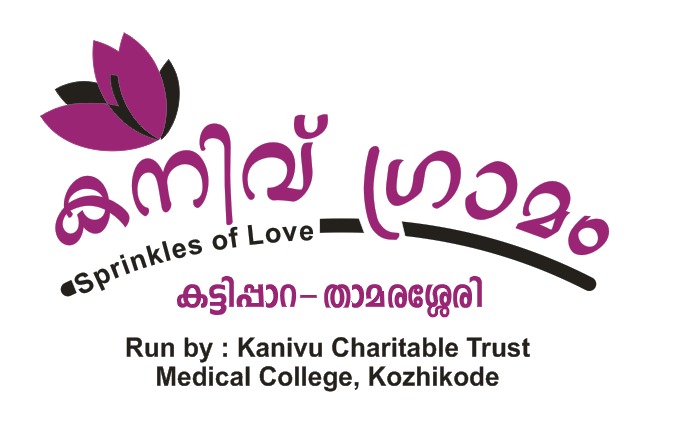 കനിവ് ഗ്രാമം
Sprinkles of Love
കട്ടിപ്പാറ - താമരശ്ശേരി
Run by : Kanivu Charitable Trust
Medical College, Kozhikode